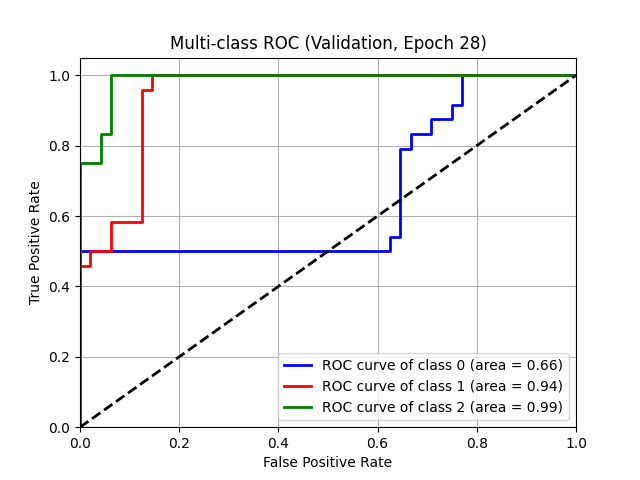 Multi-class ROC (Validation, Epoch 28)
True Positive Rate
1.0
0.8
0.6
0.4
0.2
0.0
ROC curve of class 0 (area = 0.66)
ROC curve of class 1 (area = 0.94)
ROC curve of class 2 (area = 0.99)
0.0 0.2 0.4 0.6 0.8 1.0
False Positive Rate